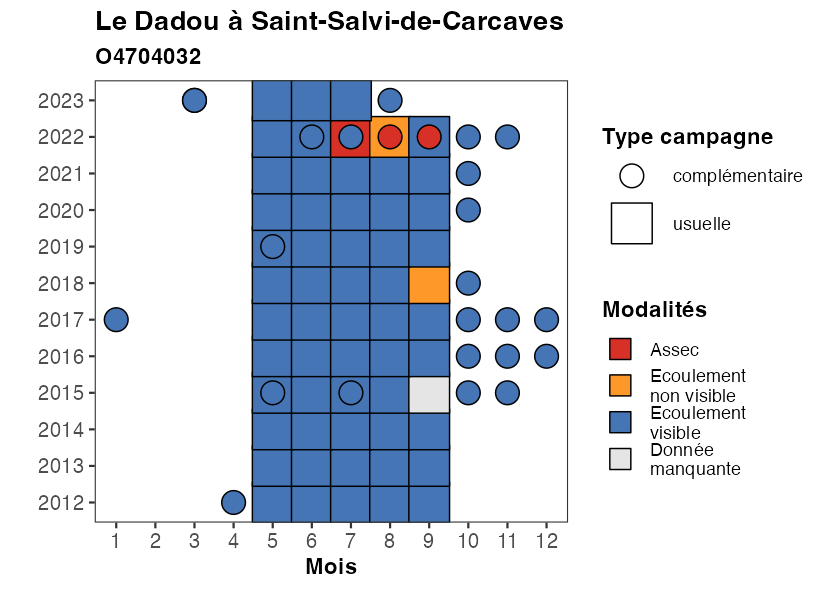 Le Dadou à Saint-Salvi-de-Carcaves
O4704032
2023
2022
2021
2020
2019
2018
2017
2016
2015
2014
2013
2012
1 2 3 4 5 6 7 8 9 10 11 12
Mois
Type campagne
complémentaire
usuelle
Modalités
Assec
Ecoulement
non visible
Ecoulement
visible
Donnée
manquante